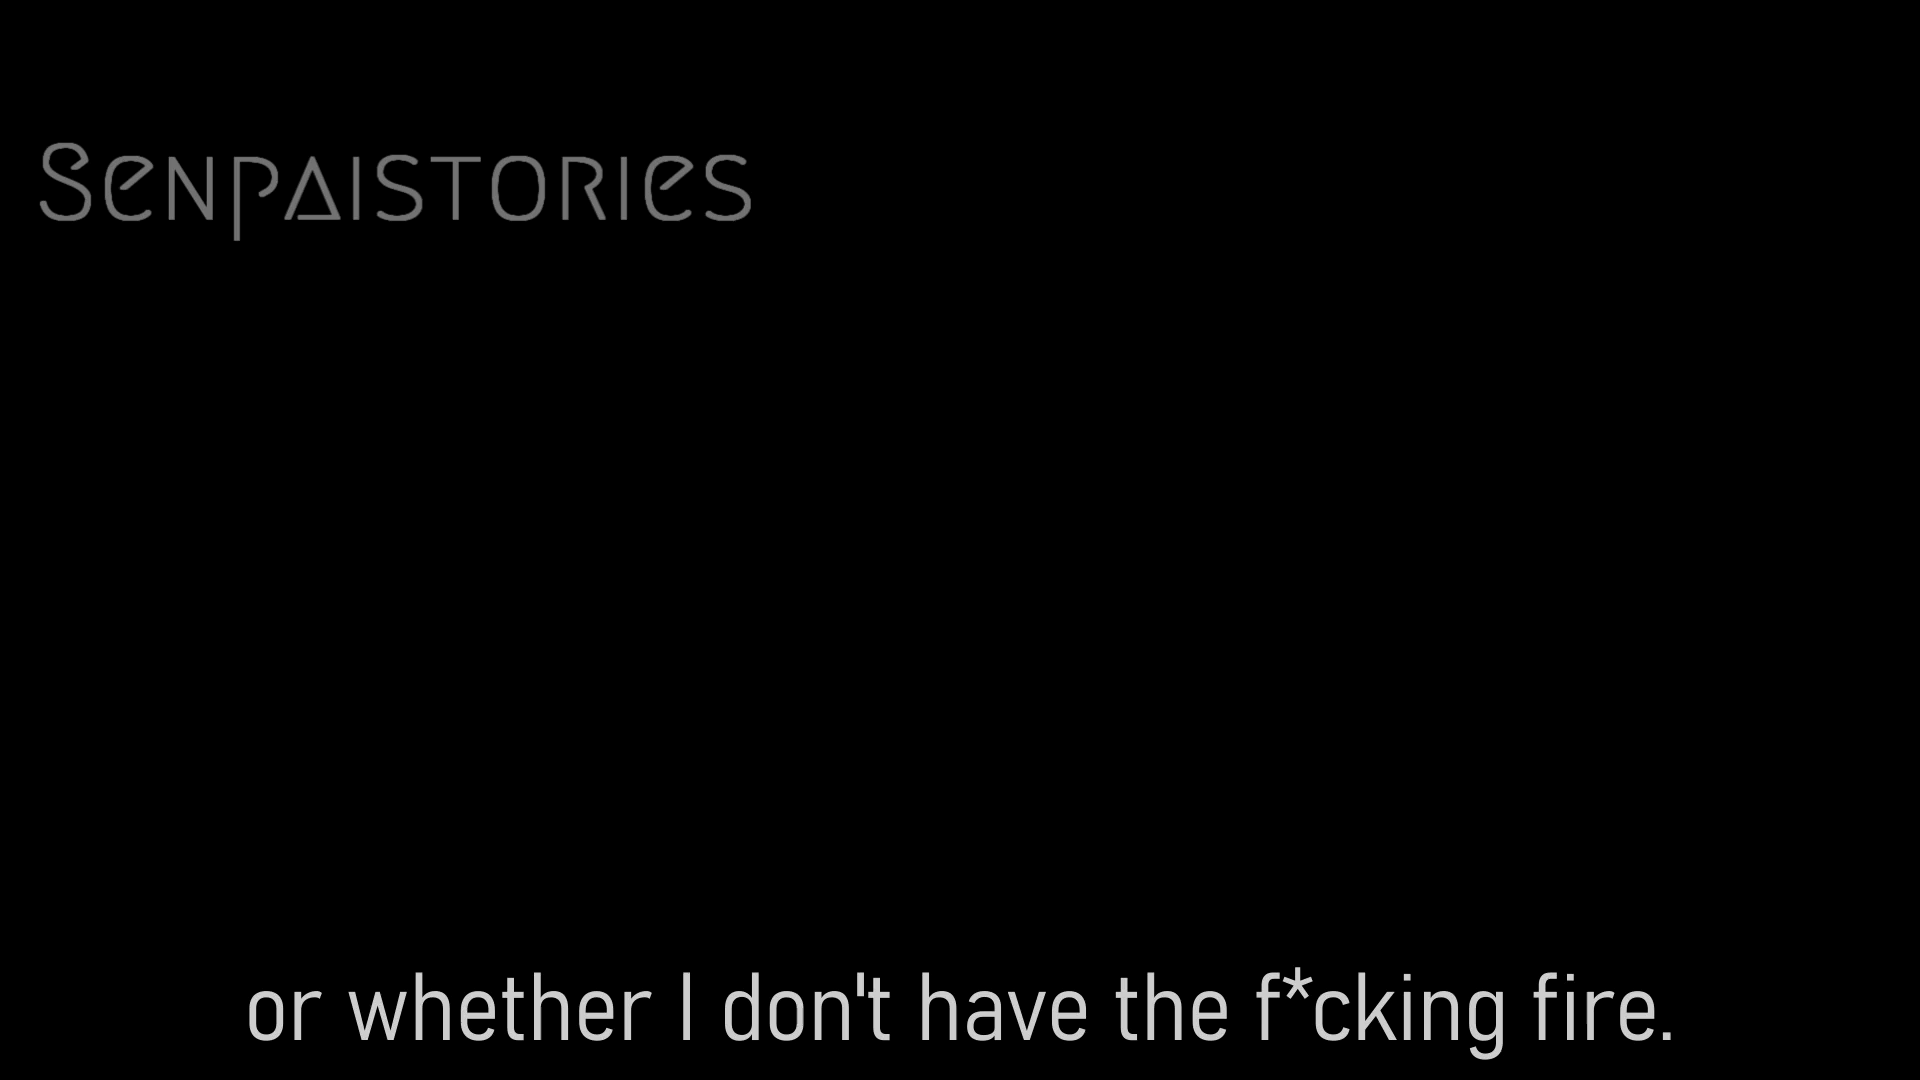 Senpaistories
or whether I don't have the f*cking fire.